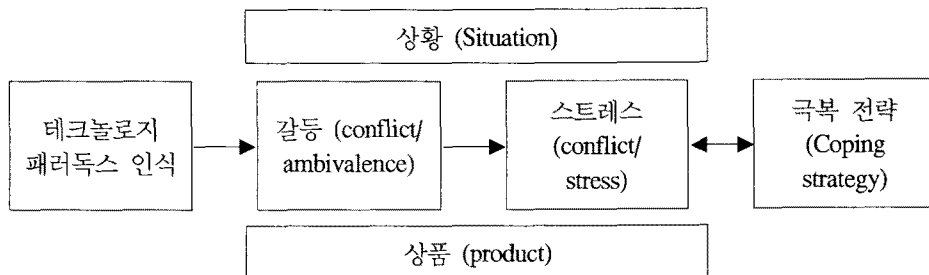 상황 (Situation)
테크놀로지
패러독스 인식
갈등 (conflict/
ambivalence)
스트레스
(conflict/
stress)
극복 전략
(Coping
strategy)
상품 (product)